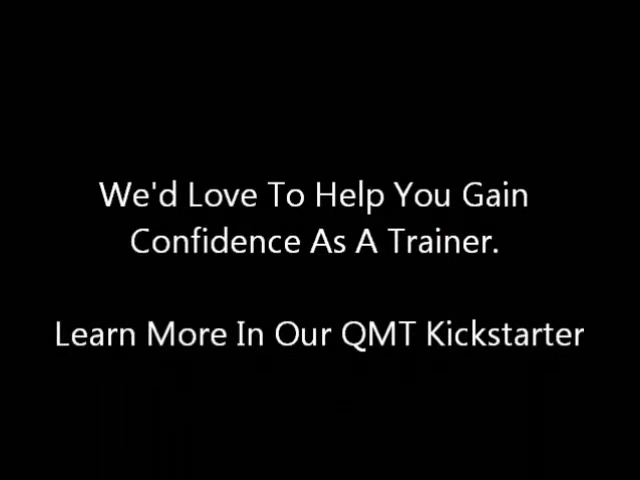 We'd Love To Help You Gain
Confidence As A Trainer.
Learn More In Our QMT Kickstarter